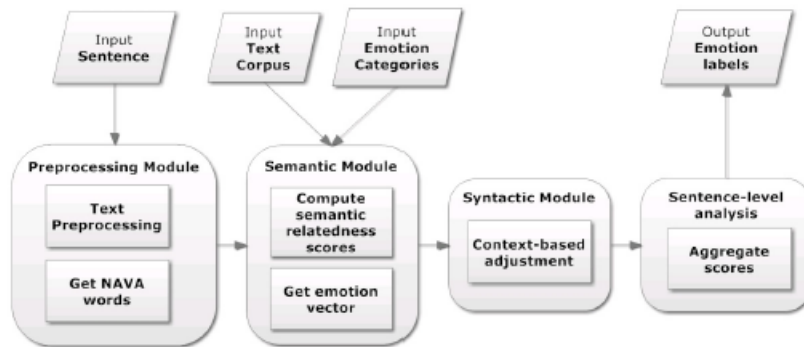 Input
Sentence
Input
Text
Corpus
Input
Emotion
Categories
Output
Emotion
labels
Preprocessing Module
Text
Preprocessing
Get NAVA
words
Semantic Module
Compute
semantic
relatedness
scores
Get emotion
vector
Syntactic Module
Context-based
adjustment
Sentence-level
analysis
Aggregate
scores